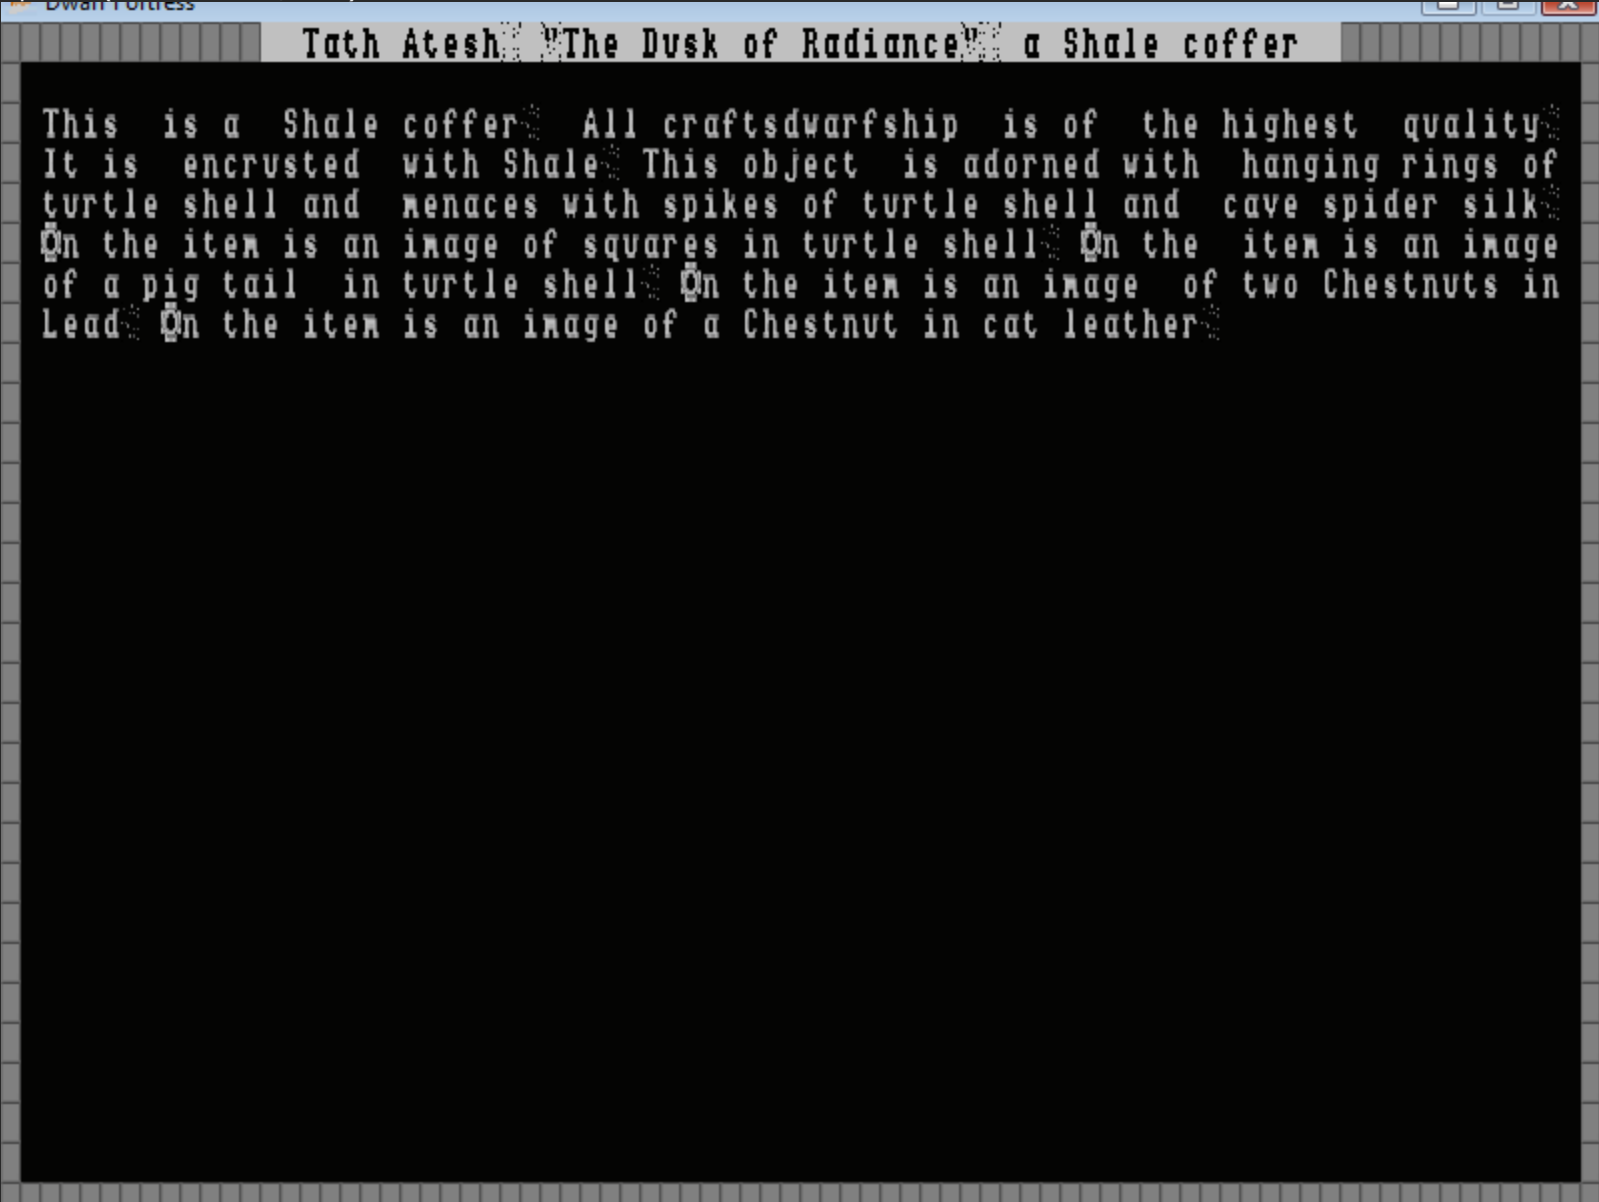 Dwarf Fortress
Tath Atesh, "The Dusk of Radiance", a Shale coffer
This is a Shale coffer. All craftsdwarfship is of the highest quality.
It is encrusted with Shale. This object is adorned with hanging rings of
turtle shell and menaces with spikes of turtle shell and cave spider silk.
On the item is an image of squares in turtle shell. On the item is an image
of a pig tail in turtle shell. On the item is an image of two Chestnuts in
Lead. On the item is an image of a Chestnut in cat leather.